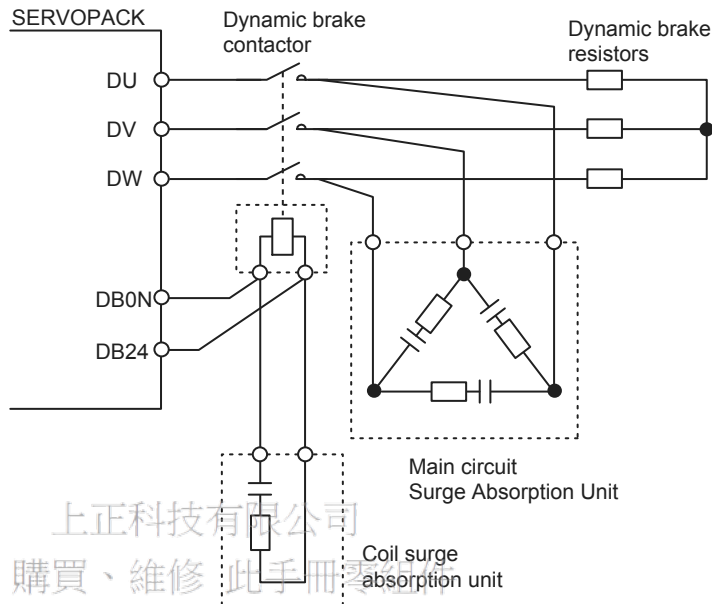 SERVOPACK
Dynamic brake
contactor
Dynamic brake
resistors
DU
DV
DW
DB0N
DB24
Main circuit
Surge Absorption Unit
上正科技有限公司
購買、維修 此手冊零組件
Coil surge
absorption unit